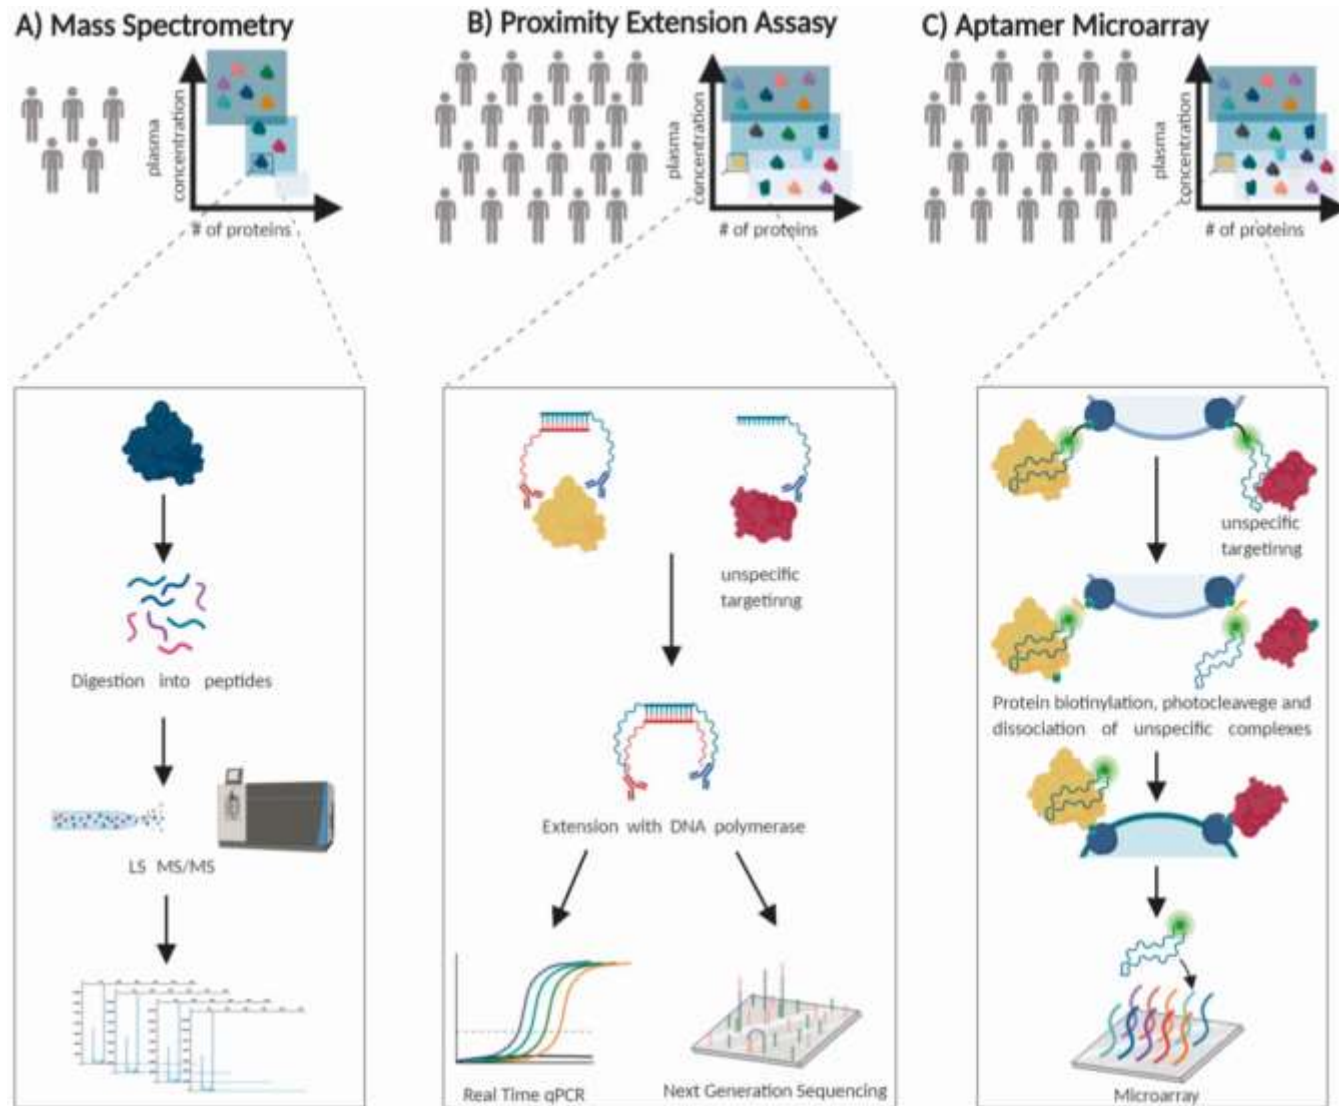 A) Mass Spectrometry
plasma
concentration
# of proteins
Digestion into peptides
LS MS/MS
B) Proximity Extension Assasy
plasma
concentration
# of proteins
unspecific
targetinng
Extension with DNA polymerase
Real Time qPCR
Next Generation Sequencing
C) Aptamer Microarray
plasma
concentration
# of proteins
unspecific
targetinng
Protein biotinylation, photocleavege and
dissociation of unspecific complexes
Microarray